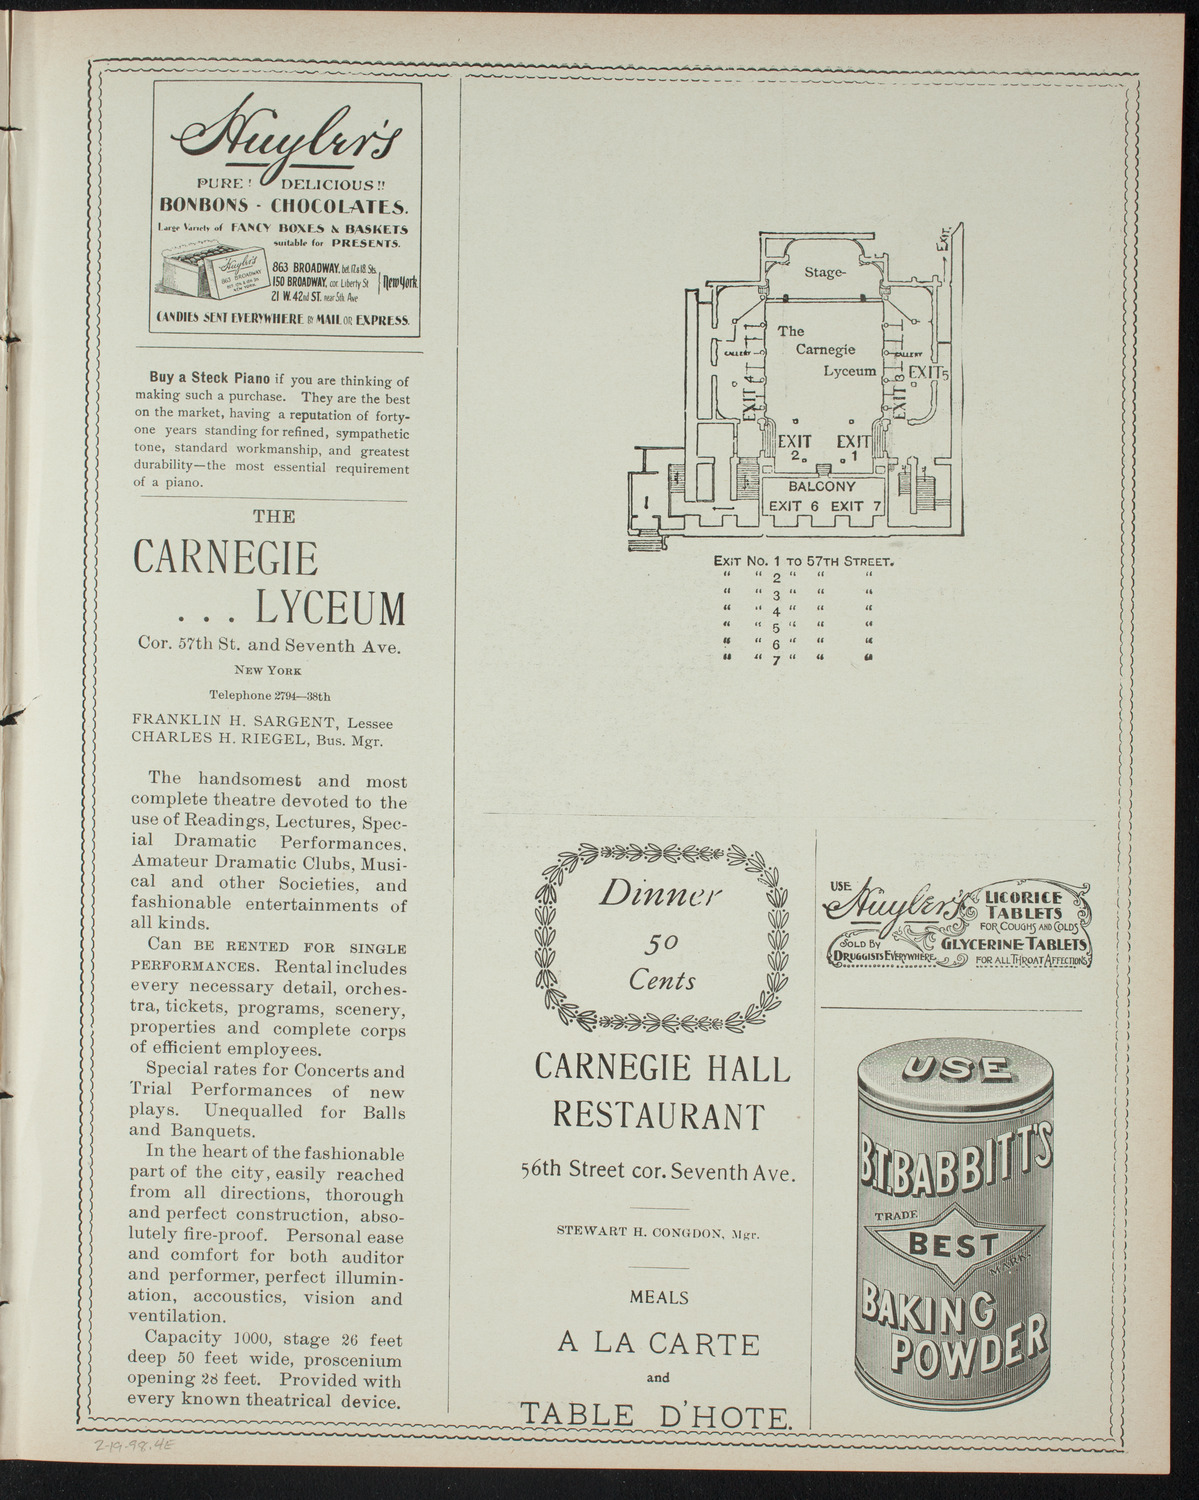 Huyler's
PURE! DELICIOUS!!
BONBONS - CHOCOLATES.
Large Variety of FANCY BOXES & BASKETS
suitable for PRESENTS.
Huyler's
863 BROADWAY
NEW YORK
863 BROADWAY, bet. 17 & 18 Sts.
150 BROADWAY, cor Liberty St
21 W. 42nd ST. near 5th Ave
New York.
CANDIES SENT EVERYWHERE BY MAIL OR EXPRESS.
Buy a Steck Piano if you are thinking of
making such a purchase. They are the best
on the market, having a reputation of forty-
one years standing for refined, sympathetic
tone, standard workmanship, and greatest
durability—the most essential requirement
of a piano.
THE
CARNEGIE
... LYCEUM
Cor. 57th St. and Seventh Ave.
NEW YORK
Telephone 2794—38th
FRANKLIN H. SARGENT, Lessee
CHARLES H. RIEGEL, Bus. Mgr.
The handsomest and most
complete theatre devoted to the
use of Readings, Lectures, Spec-
ial Dramatic Performances,
Amateur Dramatic Clubs, Musi-
cal and other Societies, and
fashionable entertainments of
all kinds.
Can BE RENTED FOR SINGLE
PERFORMANCES. Rental includes
every necessary detail, orches-
tra, tickets, programs, scenery,
properties and complete corps
of efficient employees.
Special rates for Concerts and
Trial Performances of new
plays. Unequalled for Balls
and Banquets.
In the heart of the fashionable
part of the city, easily reached
from all directions, thorough
and perfect construction, abso-
lutely fire-proof. Personal ease
and comfort for both auditor
and performer, perfect illumin-
ation, accoustics, vision and
ventilation.
Capacity 1000, stage 26 feet
deep 50 feet wide, proscenium
opening 28 feet. Provided with
every known theatrical device.
2-19-98.4E
EXIT.
Stage-
The
Carnegie
Lyceum
GALLERY
GALLERY
EXIT 4
EXIT 3
EXIT 5
EXIT 2
EXIT 1
BALCONY
EXIT 6 EXIT 7
EXIT NO. 1 TO 57TH STREET.
“ “ 2 “ “ “
“ “ 3 “ “ “
“ “ 4 “ “ “
“ “ 5 “ “ “
“ “ 6 “ “ “
“ “ 7 “ “ “
Dinner
50
Cents
CARNEGIE HALL
RESTAURANT
56th Street cor. Seventh Ave.
STEWART H. CONGDON, Mgr.
MEALS
A LA CARTE
and
TABLE D'HOTE.
USE Huyler's
LICORICE
TABLETS
FOR COUGHS AND COLDS
GLYCERINE TABLETS
FOR ALL THROAT AFFECTIONS
SOLD BY
DRUGGISTS EVERYWHERE
USE
B.T. BABBITT'S
TRADE
BEST
MARK.
BAKING
POWDER